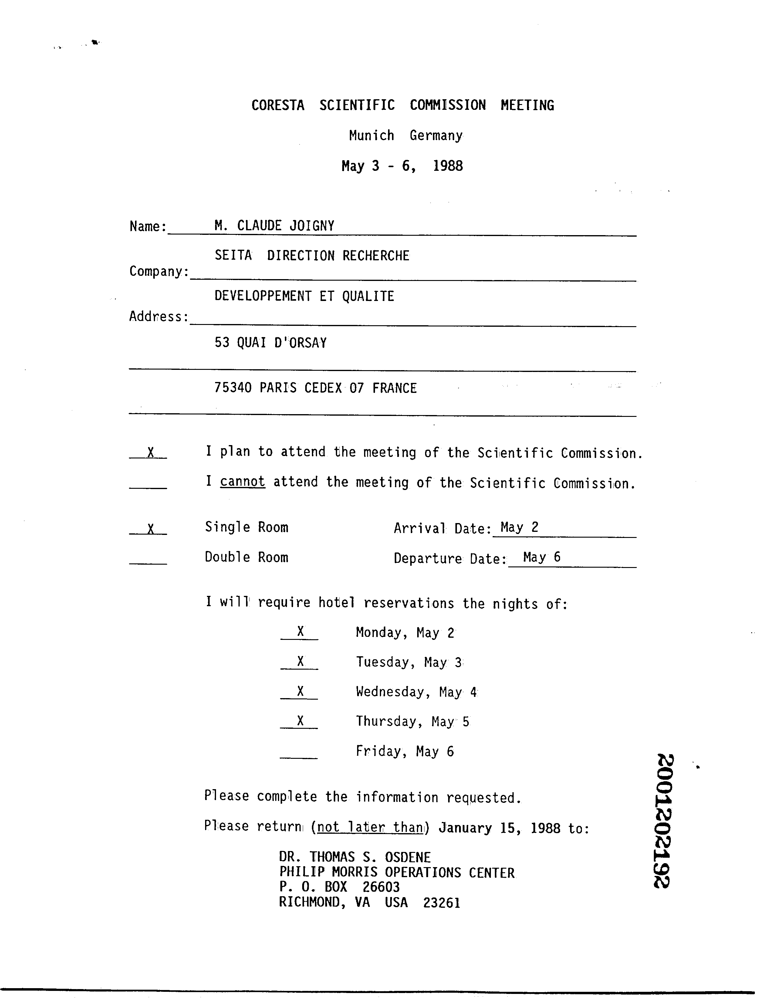 CORESTA SCIENTIFIC COMMISSION MEETING
Munich Germany
May 3 - 6, 1988
Name: M. CLAUDE JOIGNY
SEITA DIRECTION RECHERCHE
Company:
DEVELOPPEMENT ET QUALITE
Address:
53 QUAI D'ORSAY
75340 PARIS CEDEX 07 FRANCE
X I plan to attend the meeting of the Scientific Commission.
I cannot attend the meeting of the Scientific Commission.
X Single Room Arrival Date: May 2
Double Room Departure Date: May 6
I will require hotel reservations the nights of:
X Monday, May 2
X Tuesday, May 3
X Wednesday, May 4
X Thursday, May 5
Friday, May 6
Please complete the information requested.
Please return (not later than) January 15, 1988 to:
DR. THOMAS S. OSDENE
PHILIP MORRIS OPERATIONS CENTER
P. O. BOX 26603
RICHMOND, VA USA 23261
2001202192